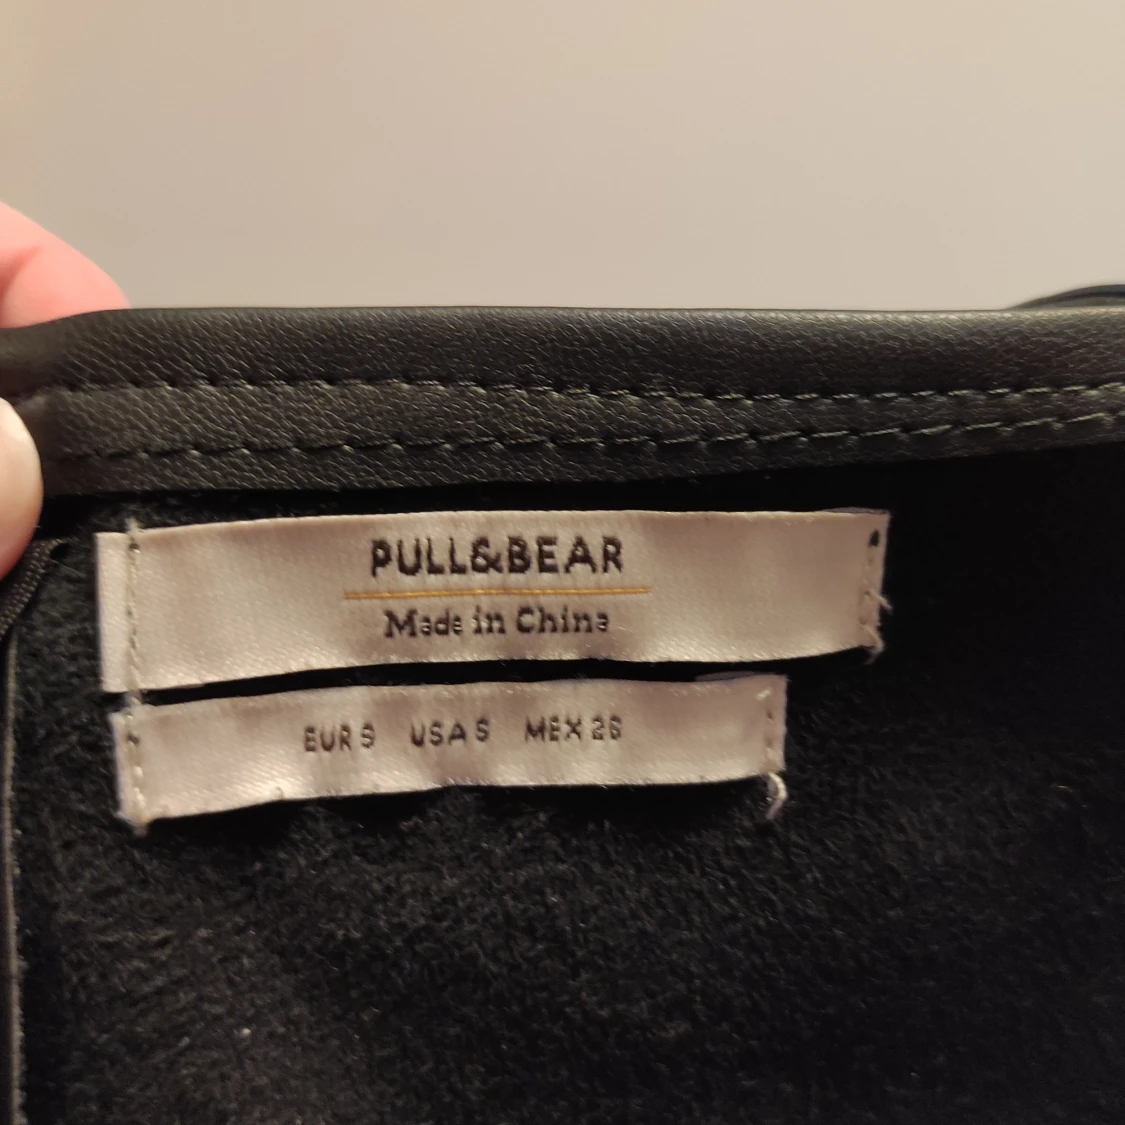 PULL&BEAR
Made in China
EUR S USA S MEX 26